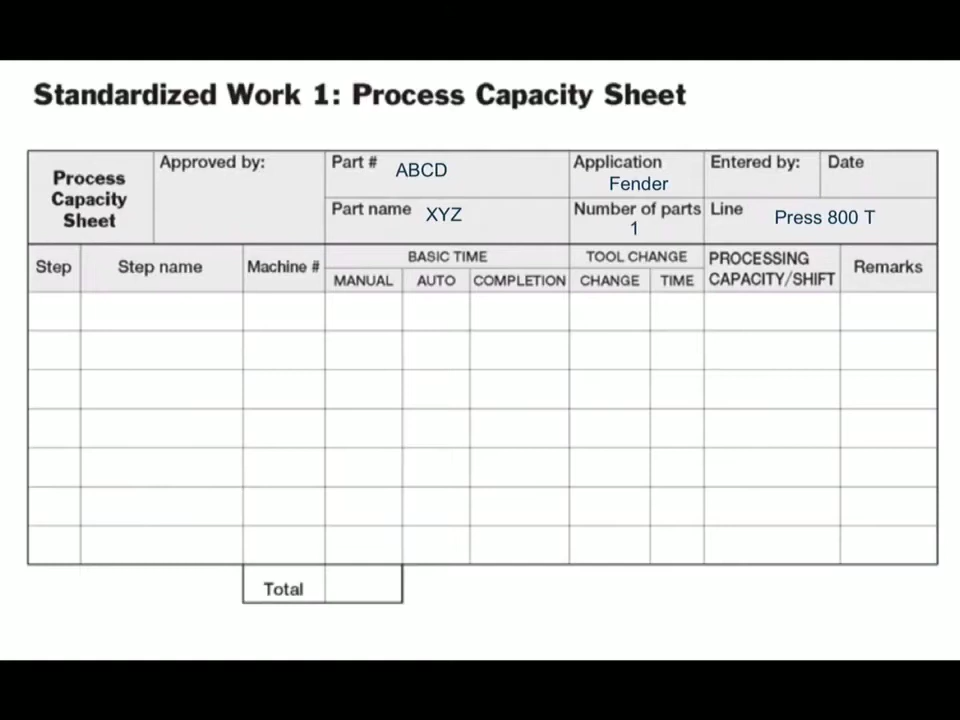 Standardized Work 1: Process Capacity Sheet
Process
Capacity
Sheet
Approved by:
Part # ABCD
Application
Fender
Entered by:
Date
Part name XYZ
Number of parts
1
Line Press 800 T
Step
Step name
Machine #
BASIC TIME
MANUAL
AUTO
COMPLETION
TOOL CHANGE
CHANGE
TIME
PROCESSING
CAPACITY/SHIFT
Remarks
Total